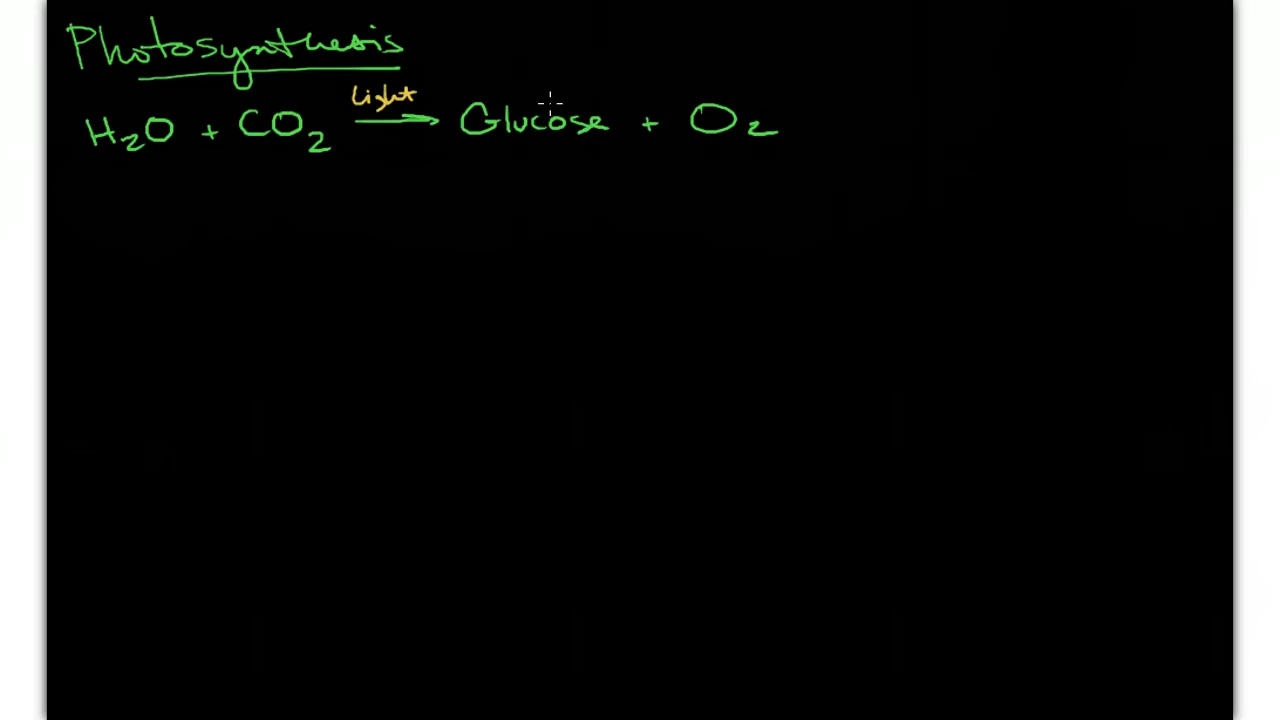 Photosynthesis
Light
H₂O + CO₂ → Glucose + O₂